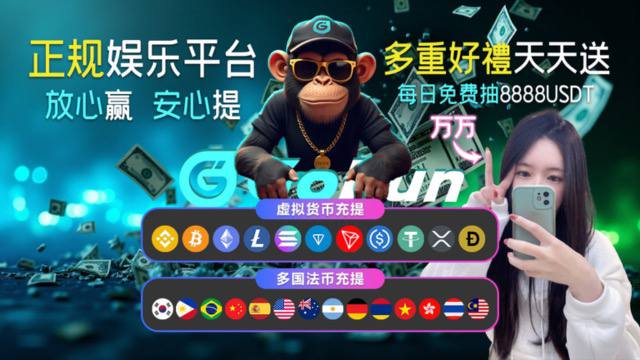 正规娱乐平台
放心赢 安心提
多重好禮天天送
每日免费抽8888USDT
万万
虚拟货币充提
多国法币充提